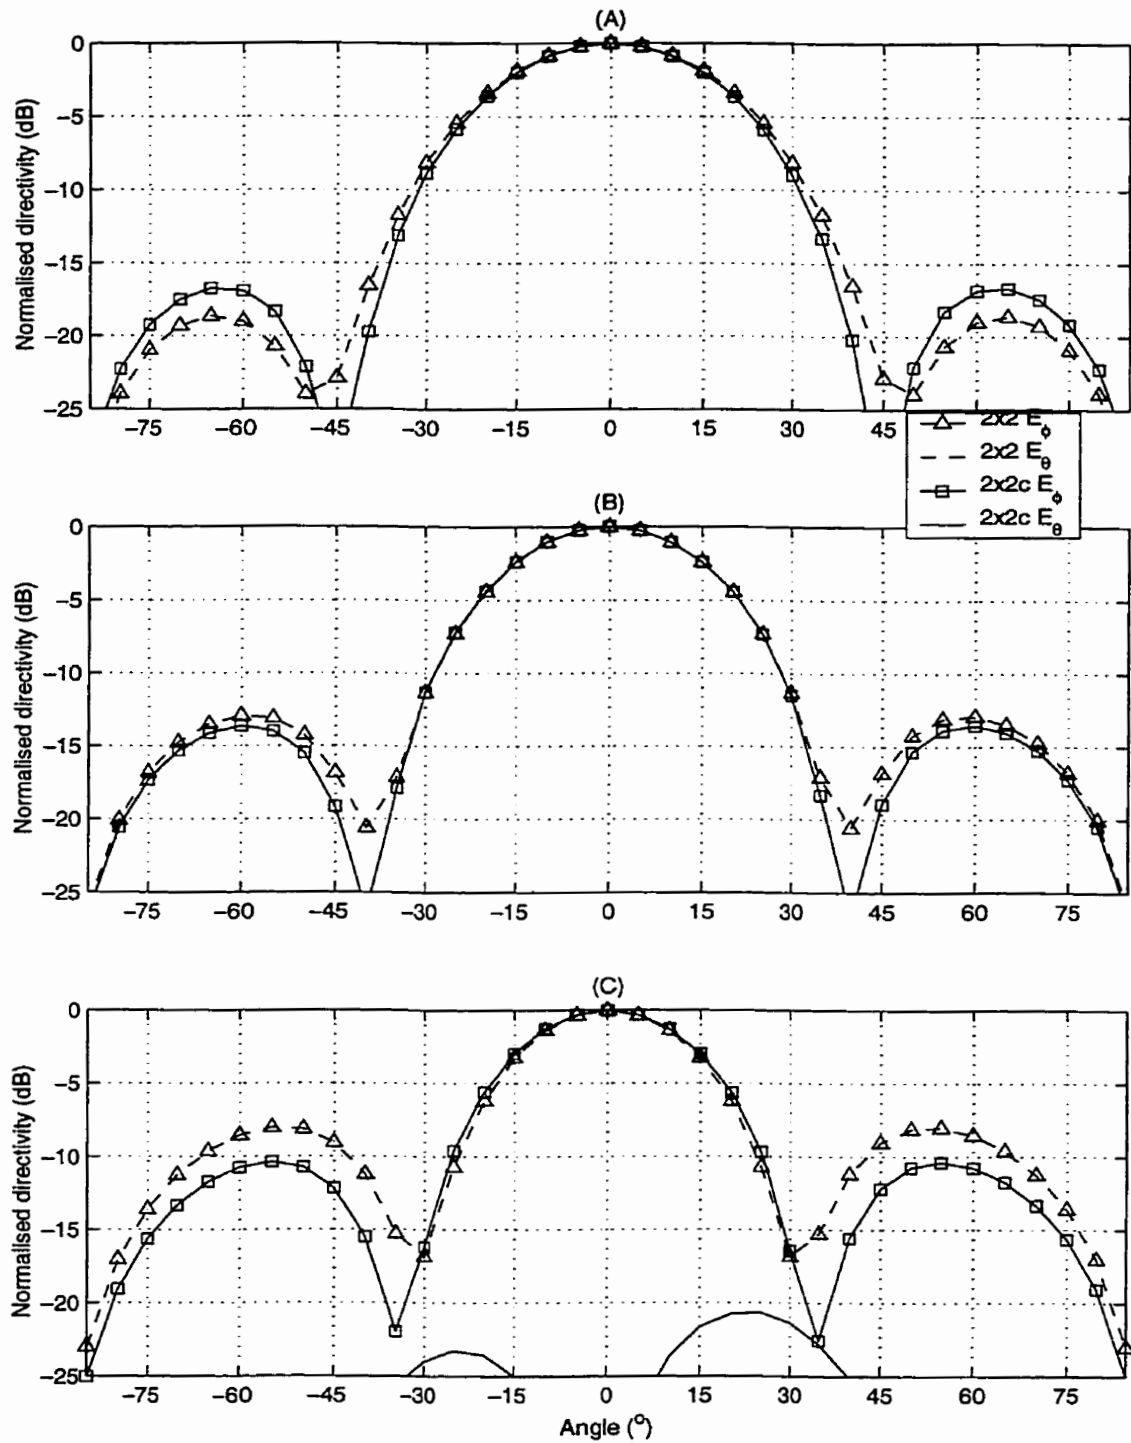 (A)
Normalised directivity (dB)
0
−5
−10
−15
−20
−25
−75 −60 −45 −30 −15 0 15 30 45
2x2 Eϕ
2x2 Eθ
2x2c Eϕ
2x2c Eθ
(B)
Normalised directivity (dB)
0
−5
−10
−15
−20
−25
−75 −60 −45 −30 −15 0 15 30 45 60 75
(C)
Normalised directivity (dB)
0
−5
−10
−15
−20
−25
−75 −60 −45 −30 −15 0 15 30 45 60 75
Angle (°)